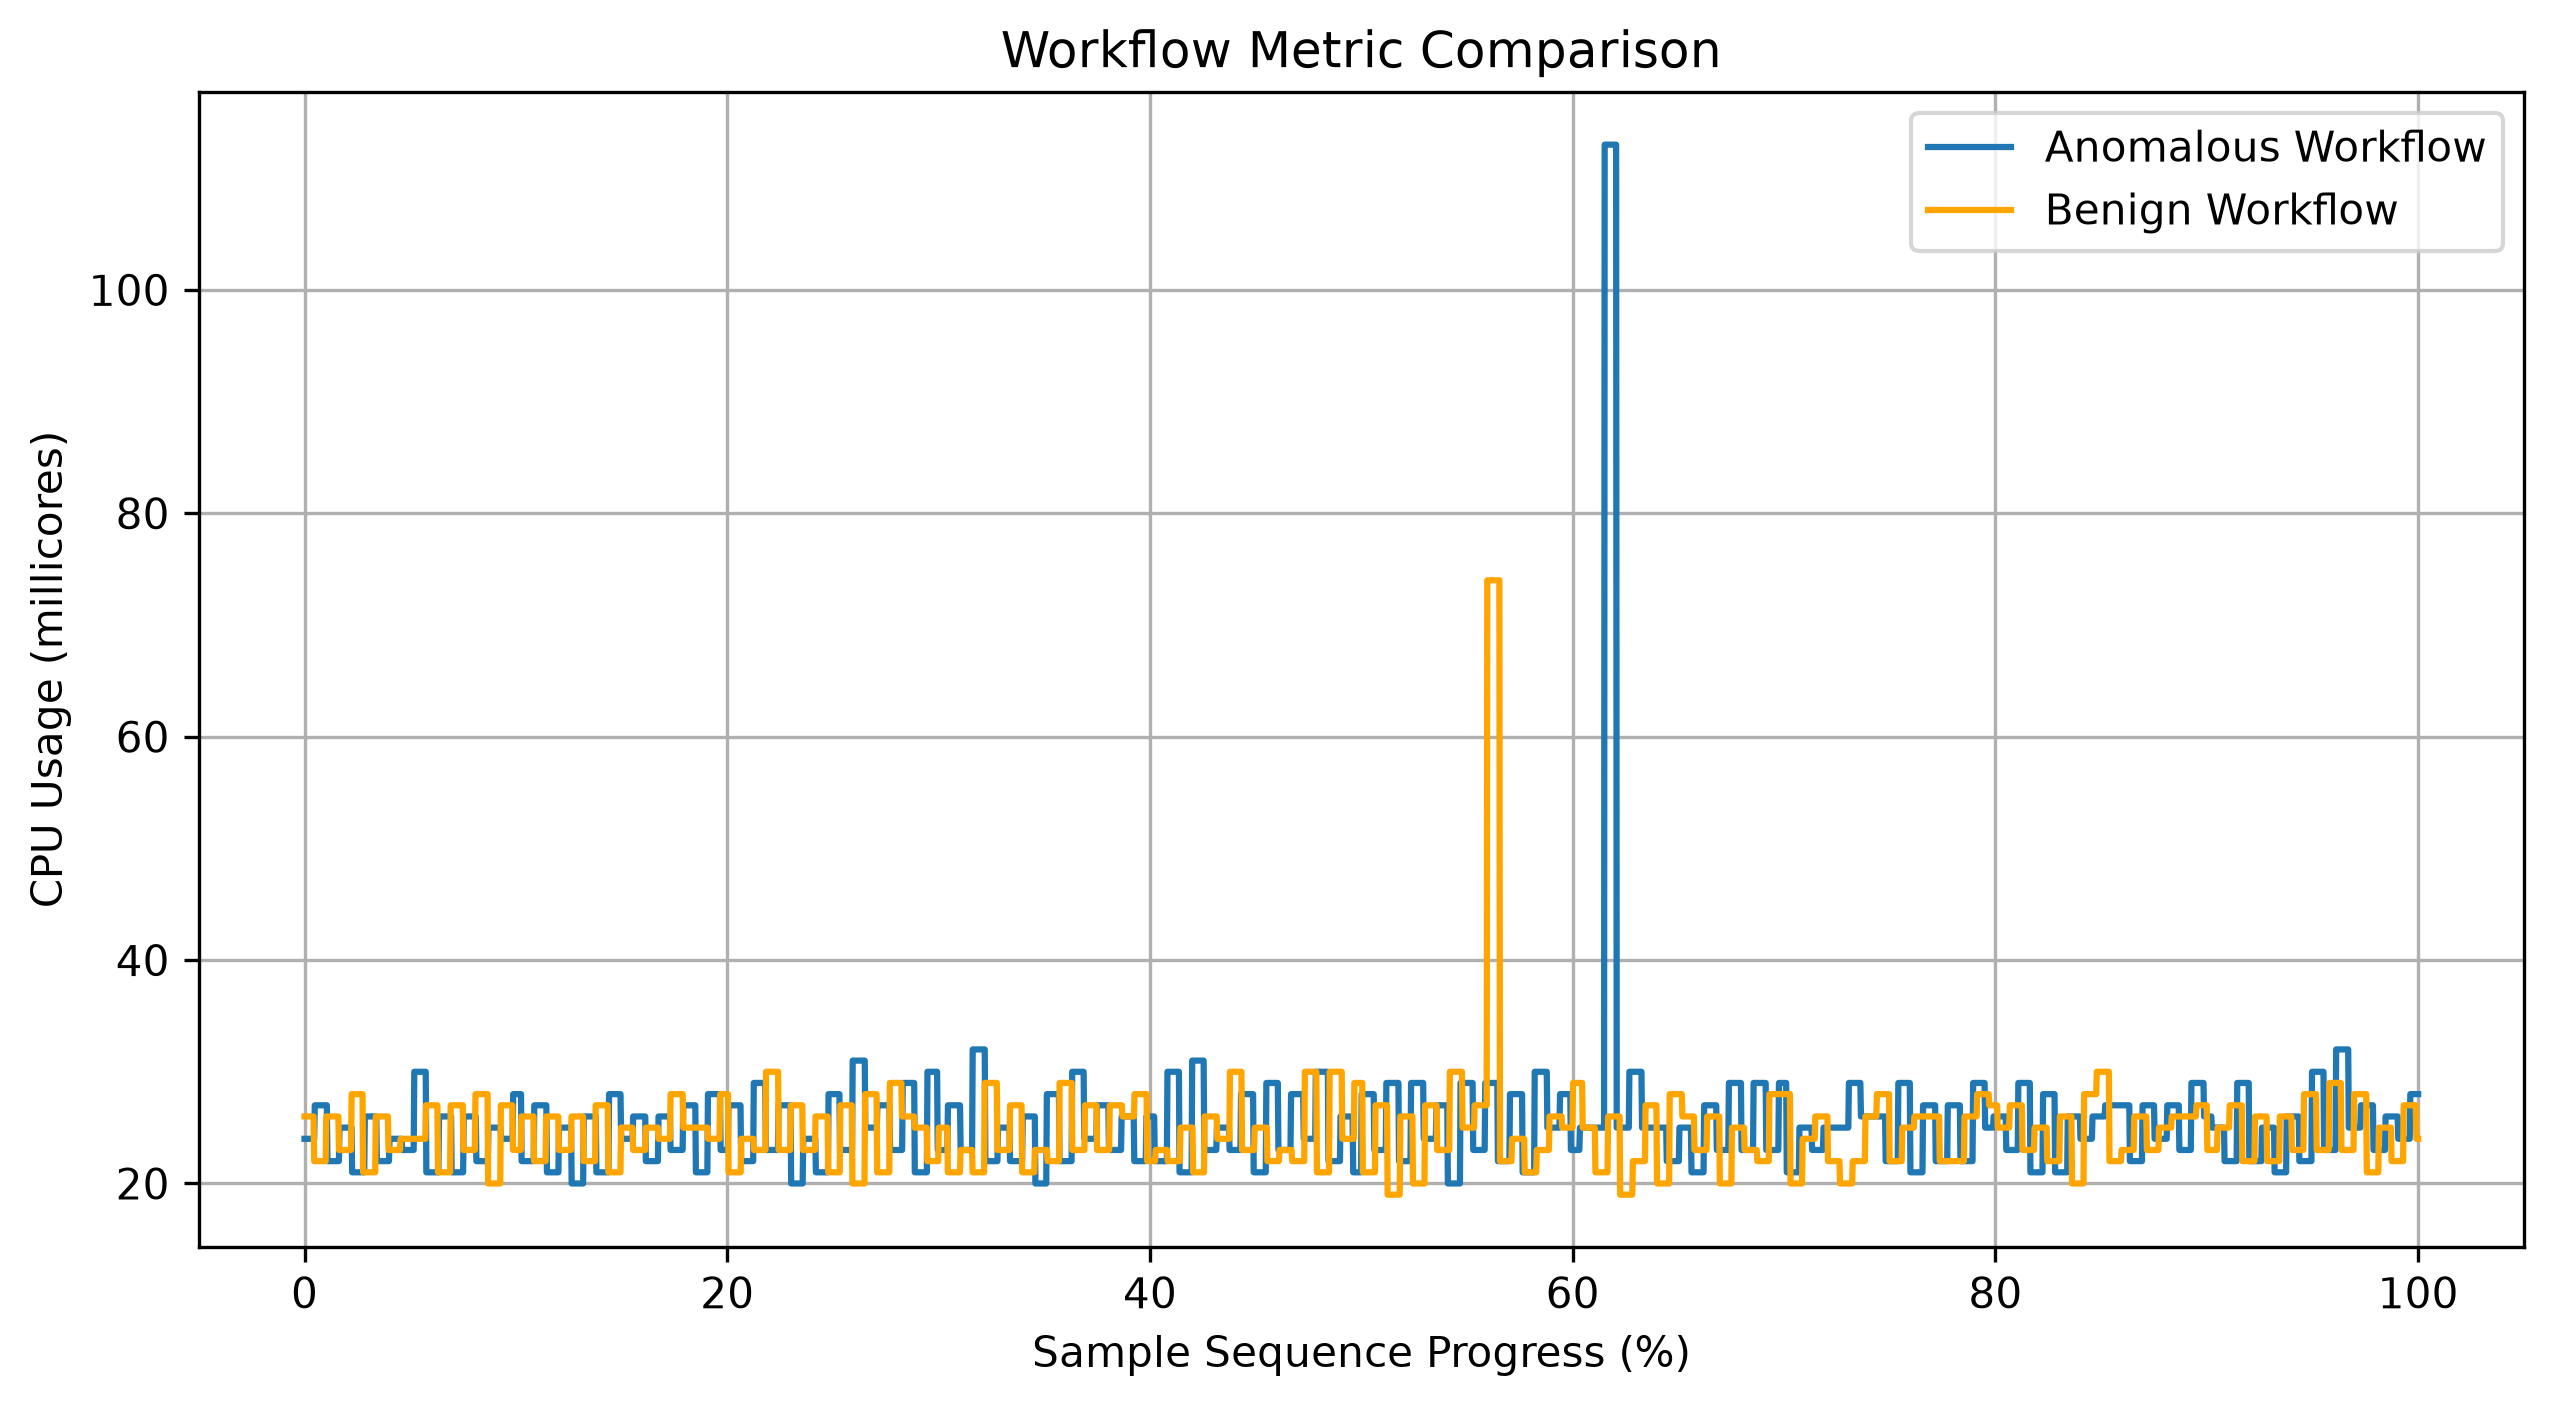 Workflow Metric Comparison
Anomalous Workflow
Benign Workflow
CPU Usage (millicores)
100
80
60
40
20
0 20 40 60 80 100
Sample Sequence Progress (%)